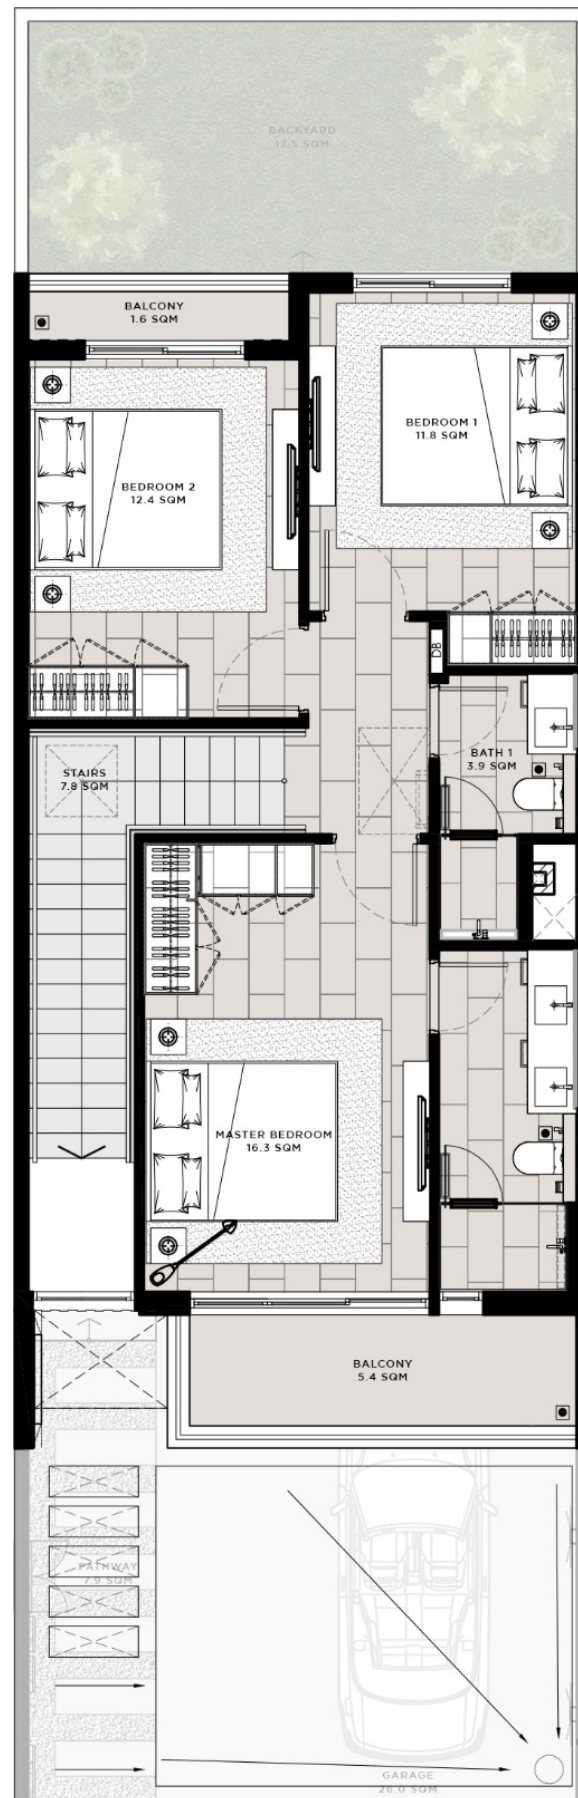 BACKYARD
17.5 SQM
BALCONY
1.6 SQM
BEDROOM 1
11.8 SQM
BEDROOM 2
12.4 SQM
DB
BATH 1
3.9 SQM
STAIRS
7.8 SQM
MASTER BEDROOM
16.3 SQM
BALCONY
5.4 SQM
PATHWAY
7.9 SQM
GARAGE
26.0 SQM